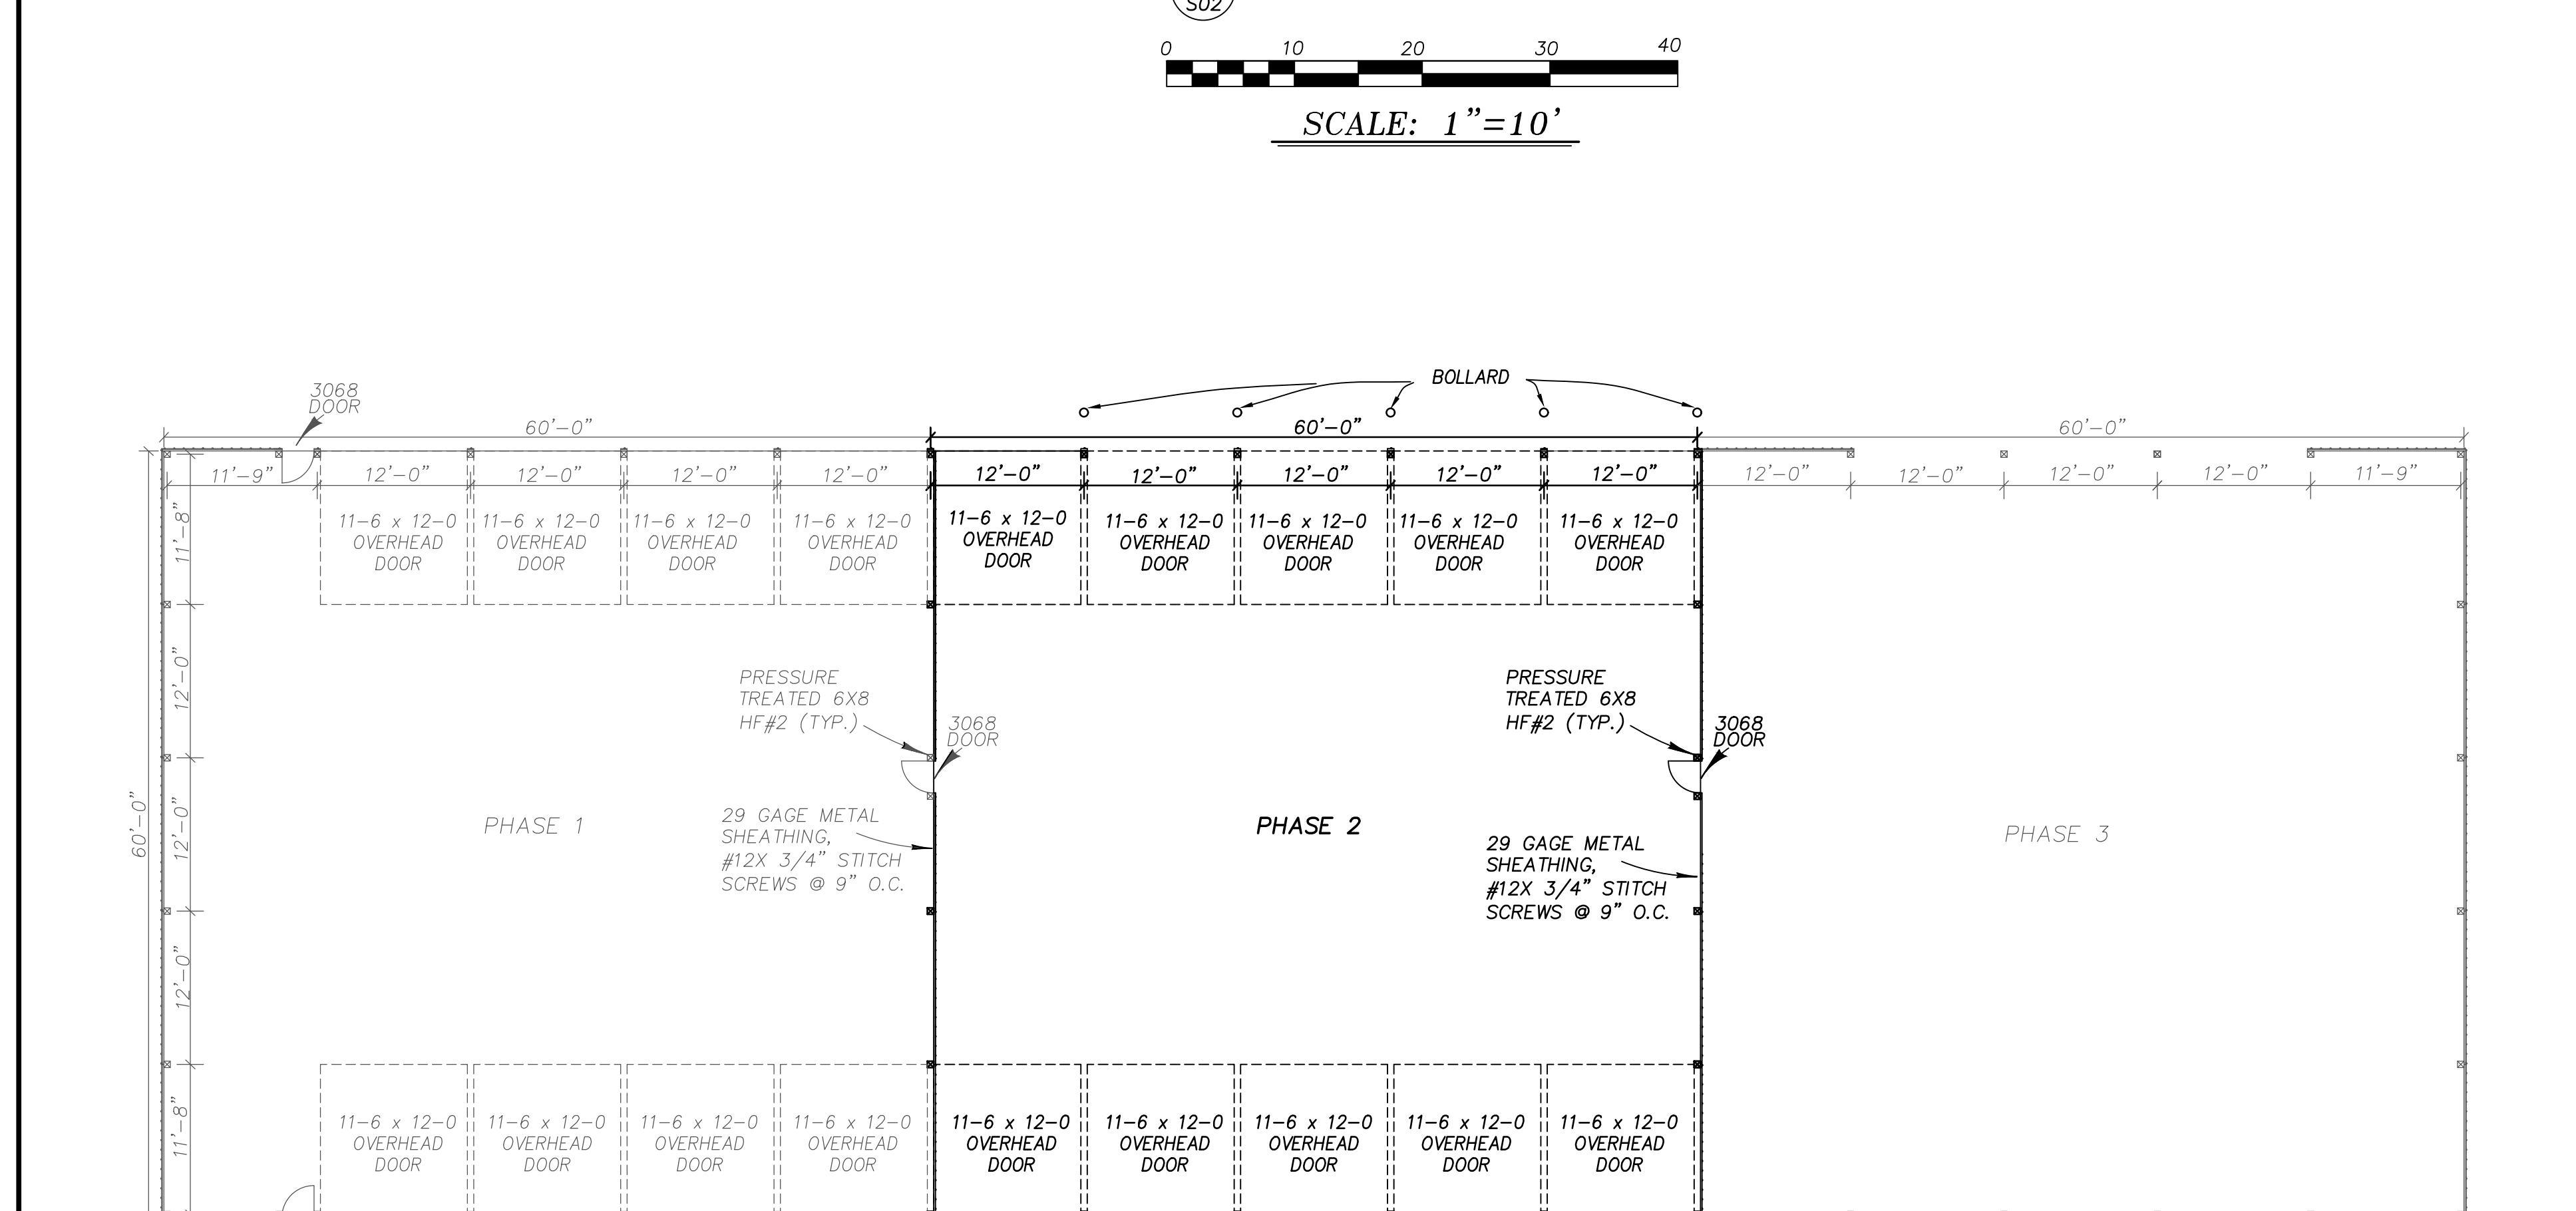 S02
0 10 20 30 40
SCALE: 1"=10'
BOLLARD
3068
DOOR
60'-0" 60'-0" 60'-0"
11'-9" 12'-0" 12'-0" 12'-0" 12'-0" 12'-0" 12'-0" 12'-0" 12'-0" 12'-0" 12'-0" 12'-0" 12'-0" 12'-0" 11'-9"
11'-8"
12'-0"
12'-0"
12'-0"
11'-8"
60'-0"
11-6 x 12-0
OVERHEAD
DOOR
11-6 x 12-0
OVERHEAD
DOOR
11-6 x 12-0
OVERHEAD
DOOR
11-6 x 12-0
OVERHEAD
DOOR
11-6 x 12-0
OVERHEAD
DOOR
11-6 x 12-0
OVERHEAD
DOOR
11-6 x 12-0
OVERHEAD
DOOR
11-6 x 12-0
OVERHEAD
DOOR
11-6 x 12-0
OVERHEAD
DOOR
PRESSURE
TREATED 6X8
HF#2 (TYP.)
3068
DOOR
PRESSURE
TREATED 6X8
HF#2 (TYP.)
3068
DOOR
PHASE 1
29 GAGE METAL
SHEATHING,
#12X 3/4" STITCH
SCREWS @ 9" O.C.
PHASE 2
29 GAGE METAL
SHEATHING,
#12X 3/4" STITCH
SCREWS @ 9" O.C.
PHASE 3
11-6 x 12-0
OVERHEAD
DOOR
11-6 x 12-0
OVERHEAD
DOOR
11-6 x 12-0
OVERHEAD
DOOR
11-6 x 12-0
OVERHEAD
DOOR
11-6 x 12-0
OVERHEAD
DOOR
11-6 x 12-0
OVERHEAD
DOOR
11-6 x 12-0
OVERHEAD
DOOR
11-6 x 12-0
OVERHEAD
DOOR
11-6 x 12-0
OVERHEAD
DOOR